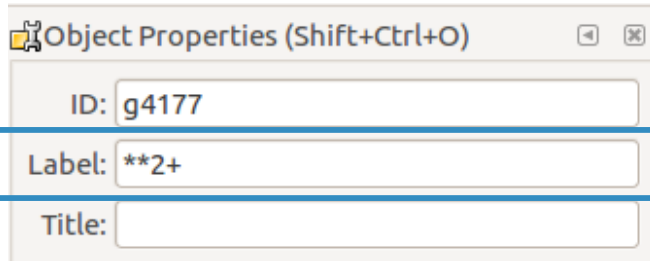 Object Properties (Shift+Ctrl+O)
ID: g4177
Label: **2+
Title: